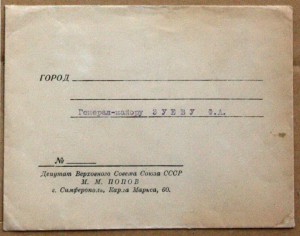 ГОРОД
Генерал-майору ЗУЕВУ Ф.А.
№
Депутат Верховного Совета Союза ССР
М. М. ПОПОВ
г. Симферополь, Карла Маркса, 60.